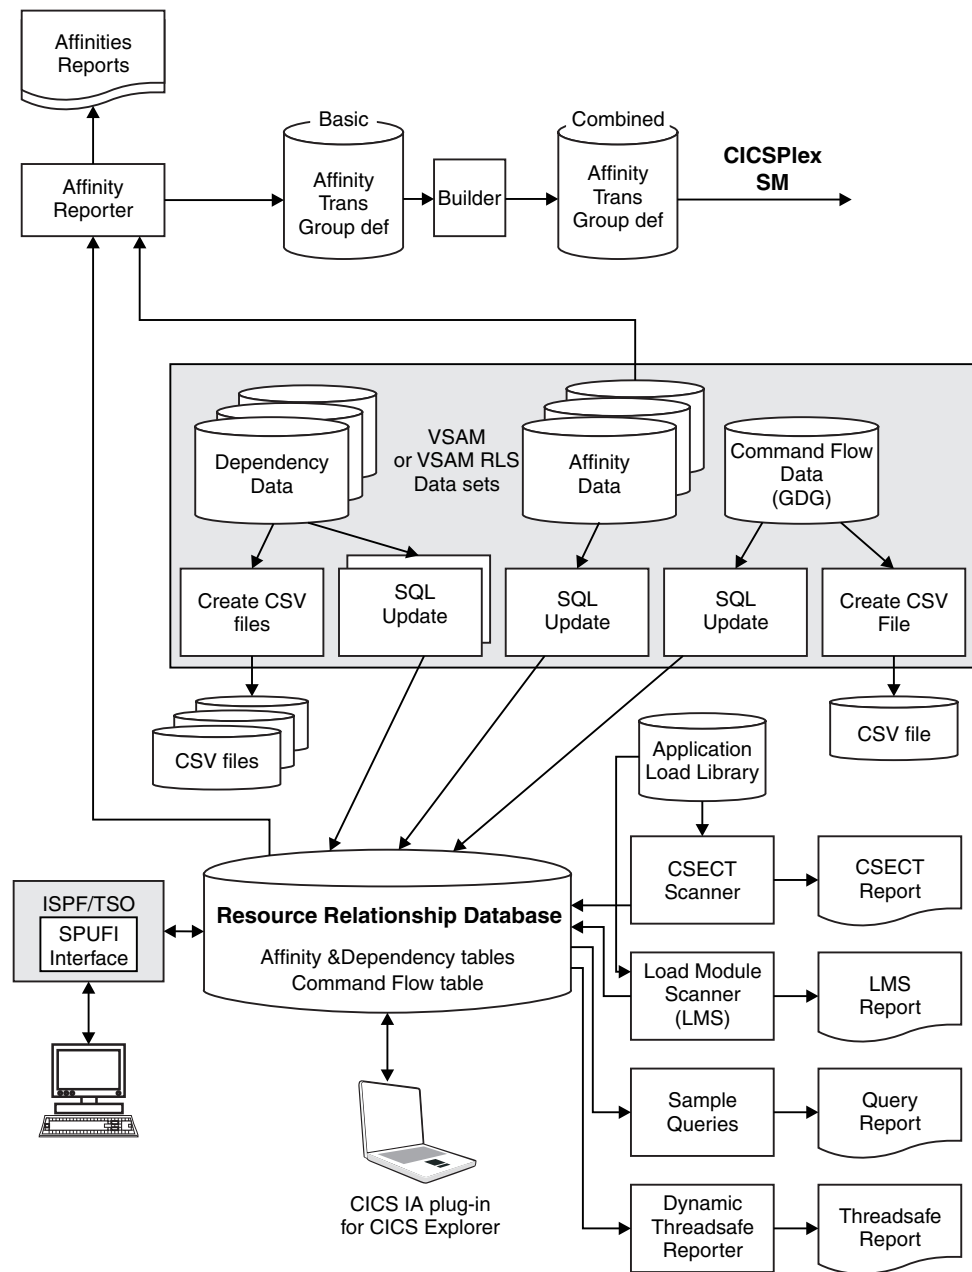 Affinities
Reports
Basic
Combined
CICSPlex
SM
Affinity
Reporter
Affinity
Trans
Group def
Builder
Affinity
Trans
Group def
VSAM
or VSAM RLS
Data sets
Dependency
Data
Affinity
Data
Command Flow
Data
(GDG)
Create CSV
files
SQL
Update
SQL
Update
SQL
Update
Create CSV
File
CSV files
CSV file
Application
Load Library
CSECT
Scanner
CSECT
Report
ISPF/TSO
SPUFI
Interface
Resource Relationship Database
Affinity &Dependency tables
Command Flow table
Load Module
Scanner
(LMS)
LMS
Report
Sample
Queries
Query
Report
CICS IA plug-in
for CICS Explorer
Dynamic
Threadsafe
Reporter
Threadsafe
Report